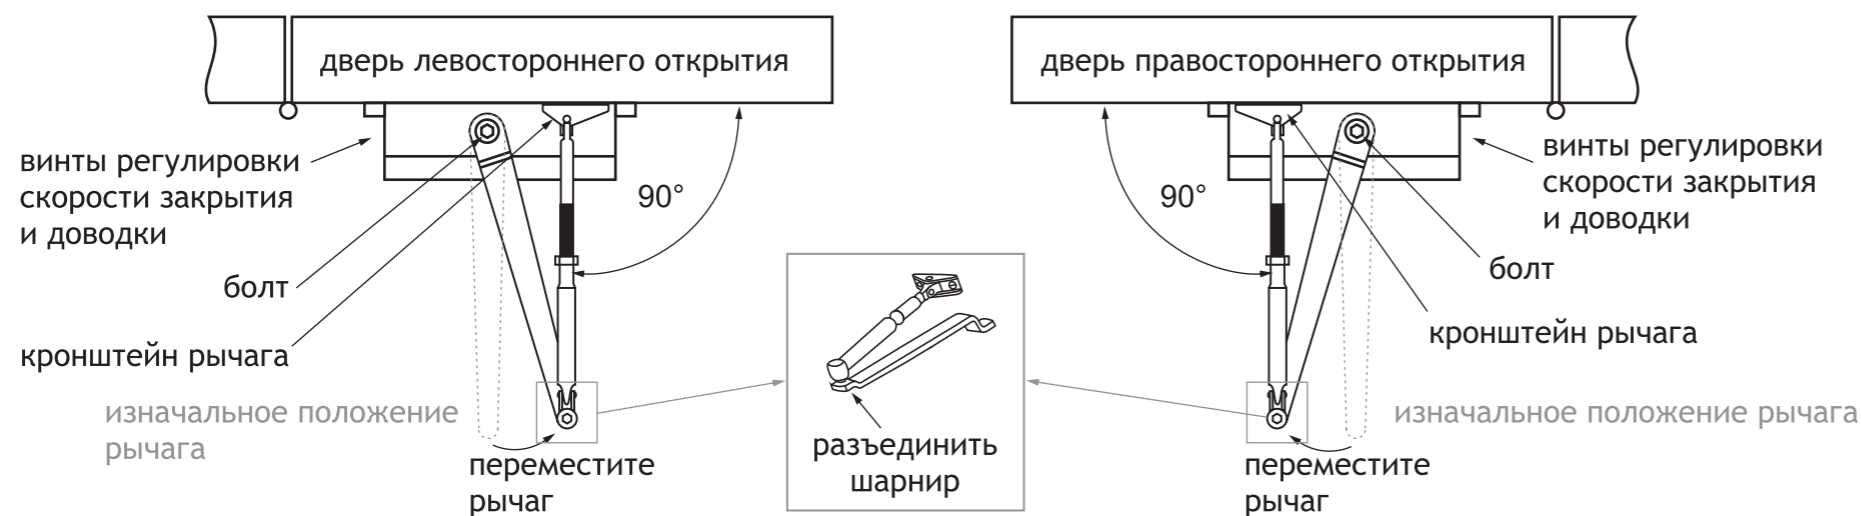 дверь левостороннего открытия
винты регулировки
скорости закрытия
и доводки
90°
болт
кронштейн рычага
изначальное положение
рычага
переместите
рычаг
разъединить
шарнир
дверь правостороннего открытия
90°
винты регулировки
скорости закрытия
и доводки
болт
кронштейн рычага
изначальное положение рычага
переместите
рычаг